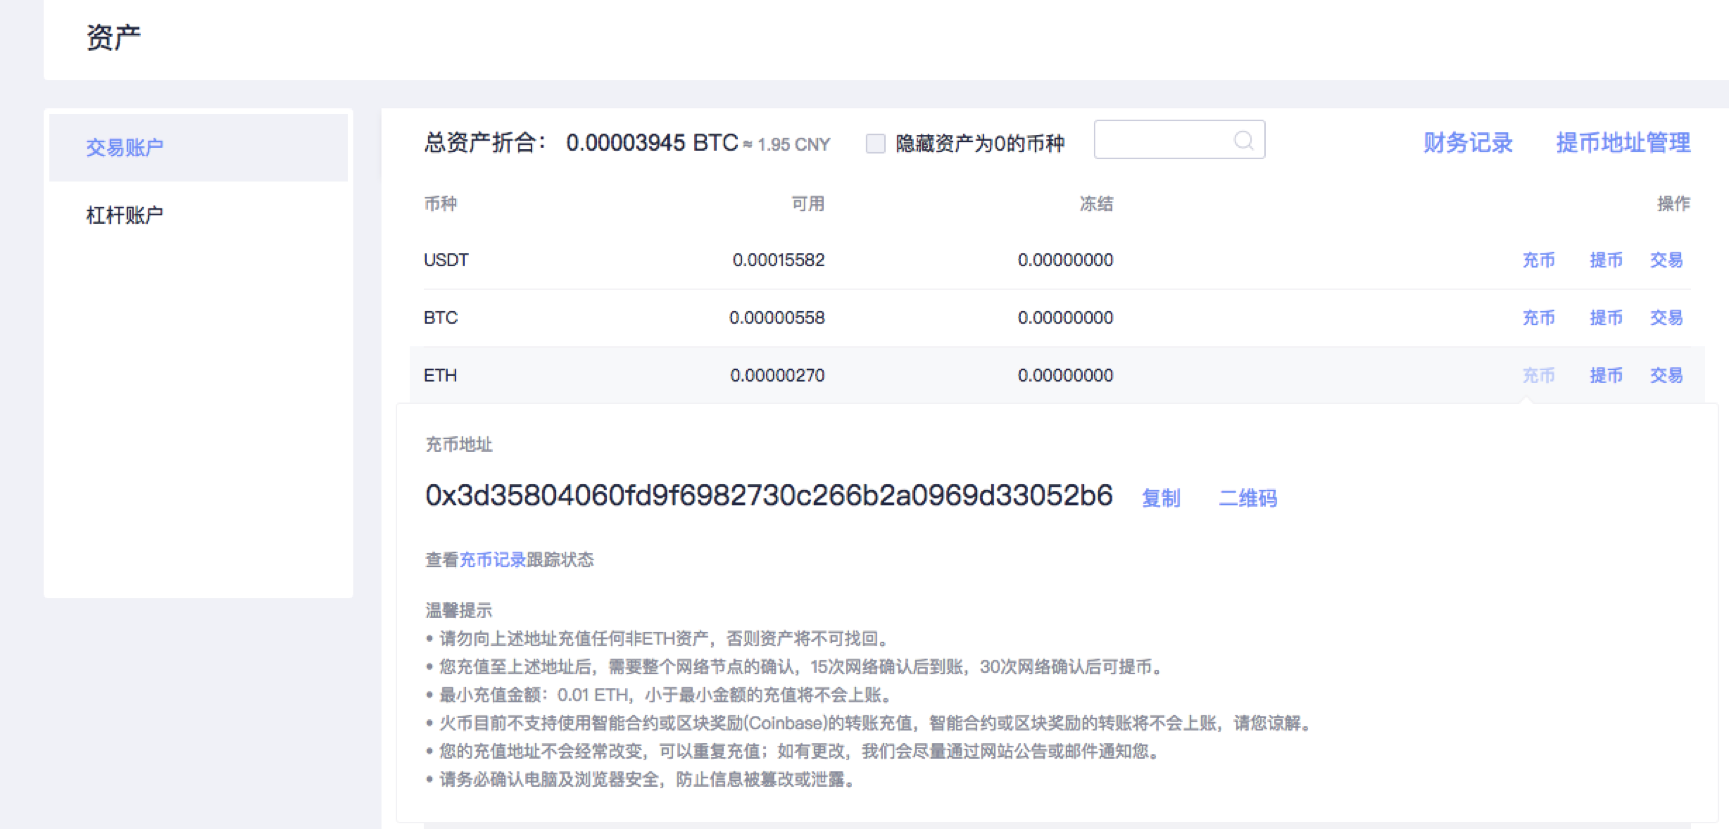 资产
交易账户
杠杆账户
总资产折合： 0.00003945 BTC ≈ 1.95 CNY 隐藏资产为0的币种 财务记录 提币地址管理
币种 可用 冻结 操作
USDT 0.00015582 0.00000000 充币 提币 交易
BTC 0.00000558 0.00000000 充币 提币 交易
ETH 0.00000270 0.00000000 充币 提币 交易
充币地址
0x3d35804060fd9f6982730c266b2a0969d33052b6 复制 二维码
查看充币记录跟踪状态
温馨提示
• 请勿向上述地址充值任何非ETH资产，否则资产将不可找回。
• 您充值至上述地址后，需要整个网络节点的确认，15次网络确认后到账，30次网络确认后可提币。
• 最小充值金额：0.01 ETH，小于最小金额的充值将不会上账。
• 火币目前不支持使用智能合约或区块奖励(Coinbase)的转账充值，智能合约或区块奖励的转账将不会上账，请您谅解。
• 您的充值地址不会经常改变，可以重复充值；如有更改，我们会尽量通过网站公告或邮件通知您。
• 请务必确认电脑及浏览器安全，防止信息被篡改或泄露。